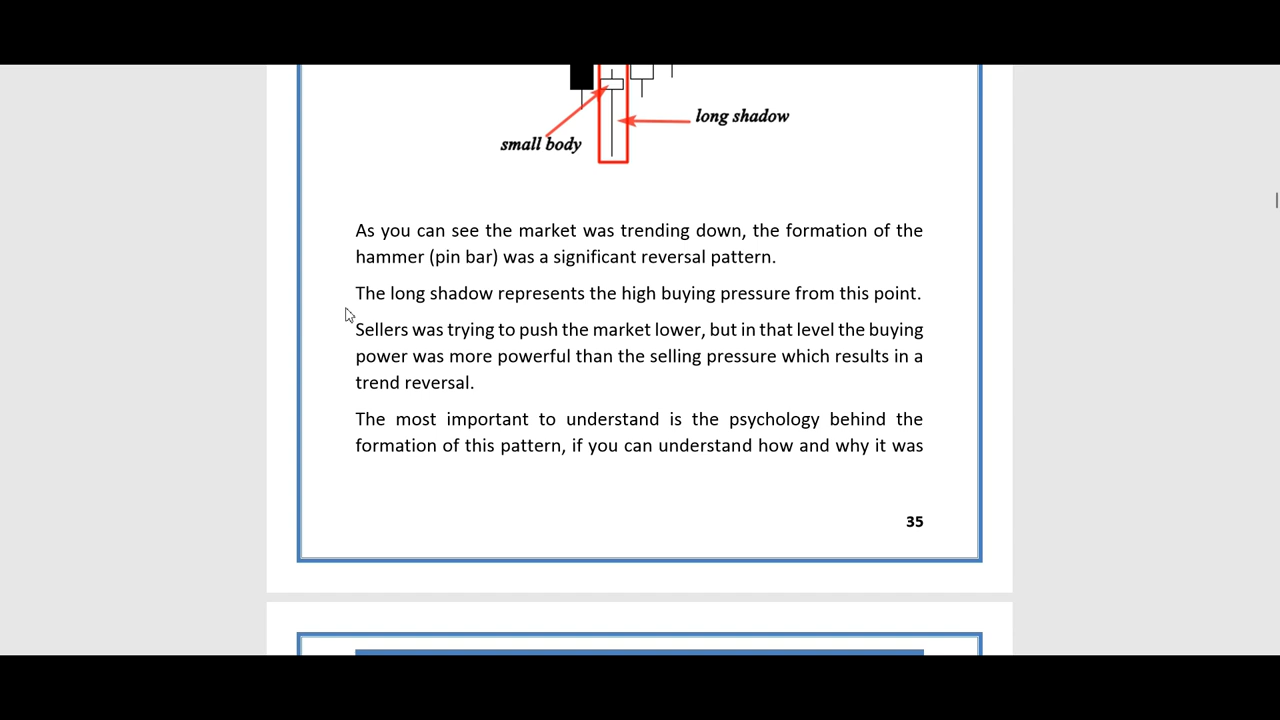 long shadow
small body
As you can see the market was trending down, the formation of the
hammer (pin bar) was a significant reversal pattern.
The long shadow represents the high buying pressure from this point.
Sellers was trying to push the market lower, but in that level the buying
power was more powerful than the selling pressure which results in a
trend reversal.
The most important to understand is the psychology behind the
formation of this pattern, if you can understand how and why it was
35